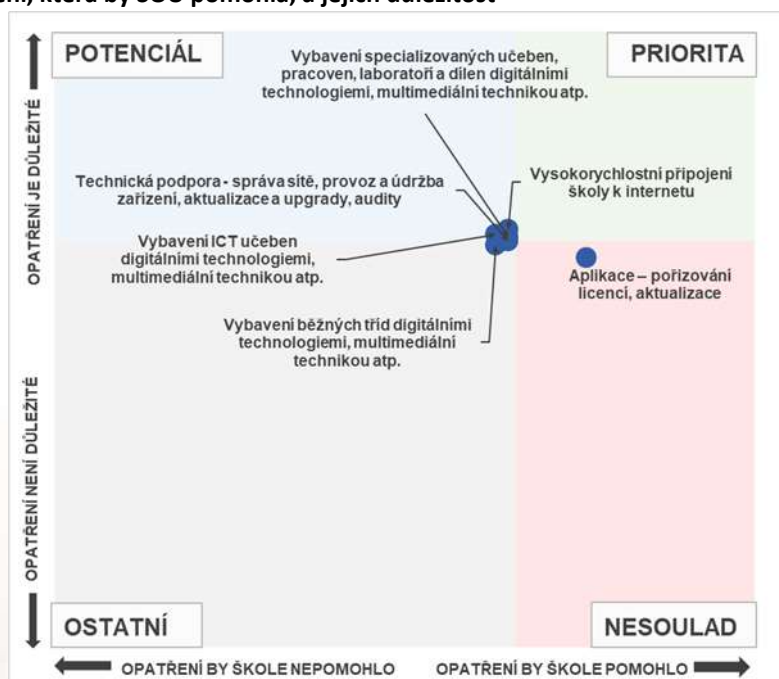 POTENCIÁL
Vybavení specializovaných učeben,
pracoven, laboratoří a dílen digitálními
technologiemi, multimediální technikou atp.
PRIORITA
Technická podpora - správa sítě, provoz a údržba
zařízení, aktualizace a upgrady, audity
Vysokorychlostní připojení
školy k internetu
Vybavení ICT učeben
digitálními technologiemi,
multimediální technikou atp.
Aplikace – pořizování
licencí, aktualizace
Vybavení běžných tříd digitálními
technologiemi, multimediální
technikou atp.
OPATŘENÍ JE DŮLEŽITÉ
OPATŘENÍ NENÍ DŮLEŽITÉ
OSTATNÍ
NESOULAD
OPATŘENÍ BY ŠKOLE NEPOMOHLO
OPATŘENÍ BY ŠKOLE POMOHLO